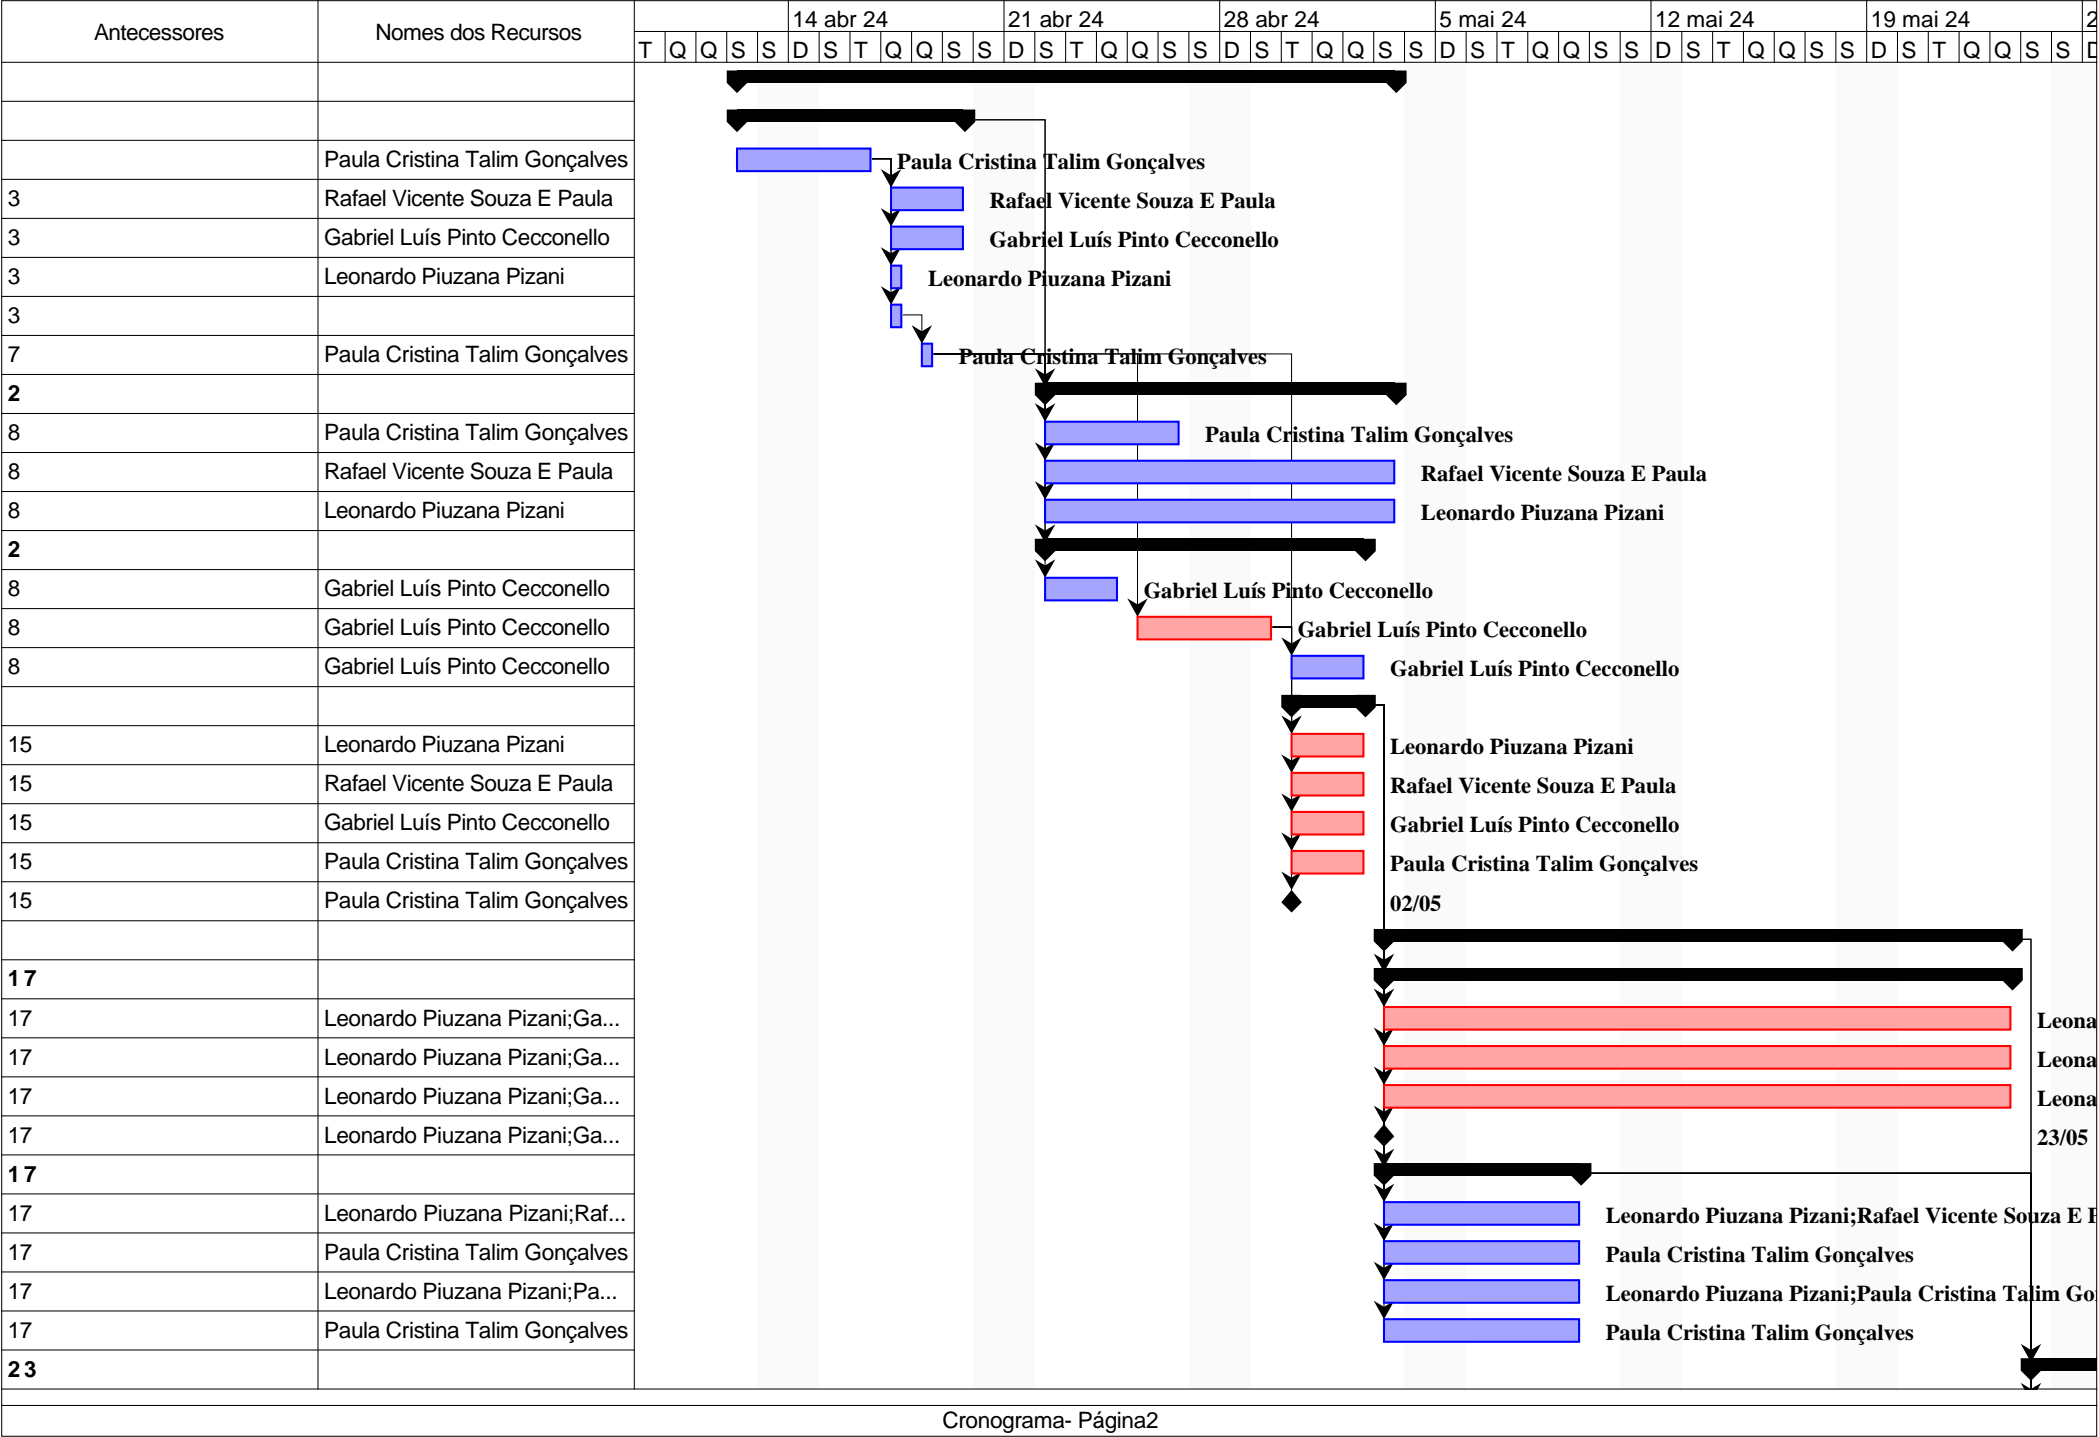 Antecessores Nomes dos Recursos 14 abr 24 21 abr 24 28 abr 24 5 mai 24 12 mai 24 19 mai 24 2
T Q Q S S D S T Q Q S S D S T Q Q S S D S T Q Q S S D S T Q Q S S D S T Q Q S S D S T Q Q S S D
Paula Cristina Talim Gonçalves Paula Cristina Talim Gonçalves
3 Rafael Vicente Souza E Paula Rafael Vicente Souza E Paula
3 Gabriel Luís Pinto Cecconello Gabriel Luís Pinto Cecconello
3 Leonardo Piuzana Pizani Leonardo Piuzana Pizani
3
7 Paula Cristina Talim Gonçalves Paula Cristina Talim Gonçalves
2
8 Paula Cristina Talim Gonçalves Paula Cristina Talim Gonçalves
8 Rafael Vicente Souza E Paula Rafael Vicente Souza E Paula
8 Leonardo Piuzana Pizani Leonardo Piuzana Pizani
2
8 Gabriel Luís Pinto Cecconello Gabriel Luís Pinto Cecconello
8 Gabriel Luís Pinto Cecconello Gabriel Luís Pinto Cecconello
8 Gabriel Luís Pinto Cecconello Gabriel Luís Pinto Cecconello
15 Leonardo Piuzana Pizani Leonardo Piuzana Pizani
15 Rafael Vicente Souza E Paula Rafael Vicente Souza E Paula
15 Gabriel Luís Pinto Cecconello Gabriel Luís Pinto Cecconello
15 Paula Cristina Talim Gonçalves Paula Cristina Talim Gonçalves
15 Paula Cristina Talim Gonçalves 02/05
17
17 Leonardo Piuzana Pizani;Ga... Leona
17 Leonardo Piuzana Pizani;Ga... Leona
17 Leonardo Piuzana Pizani;Ga... Leona
17 Leonardo Piuzana Pizani;Ga... 23/05
17
17 Leonardo Piuzana Pizani;Raf... Leonardo Piuzana Pizani;Rafael Vicente Souza E
17 Paula Cristina Talim Gonçalves Paula Cristina Talim Gonçalves
17 Leonardo Piuzana Pizani;Pa... Leonardo Piuzana Pizani;Paula Cristina Talim Go
17 Paula Cristina Talim Gonçalves Paula Cristina Talim Gonçalves
23
Cronograma- Página2